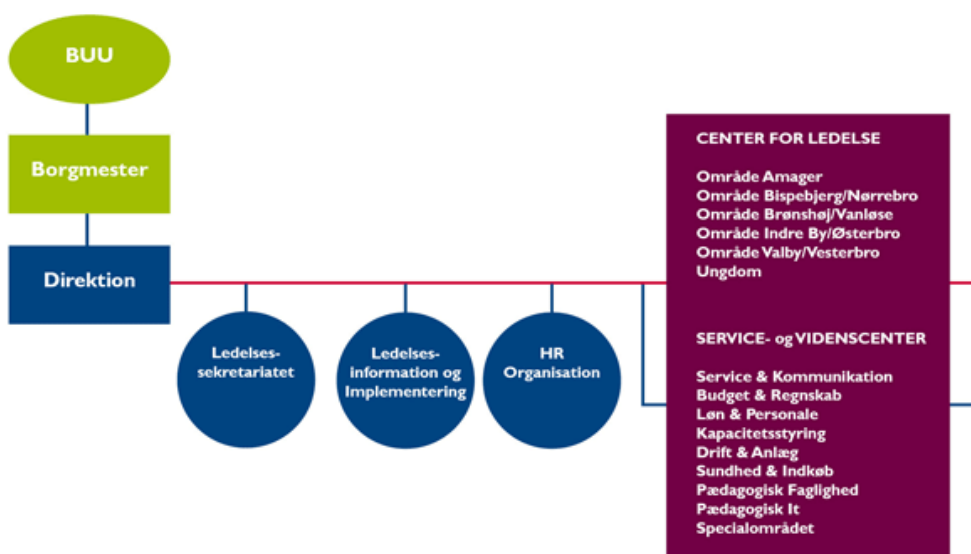 BUU
Borgmester
Direktion
Ledelses-
sekretariatet
Ledelses-
information og
Implementering
HR
Organisation
CENTER FOR LEDELSE
Område Amager
Område Bispebjerg/Nørrebro
Område Brønshøj/Vanløse
Område Indre By/Østerbro
Område Valby/Vesterbro
Ungdom
SERVICE- og VIDENSCENTER
Service & Kommunikation
Budget & Regnskab
Løn & Personale
Kapacitetsstyring
Drift & Anlæg
Sundhed & Indkøb
Pædagogisk Faglighed
Pædagogisk It
Specialområdet